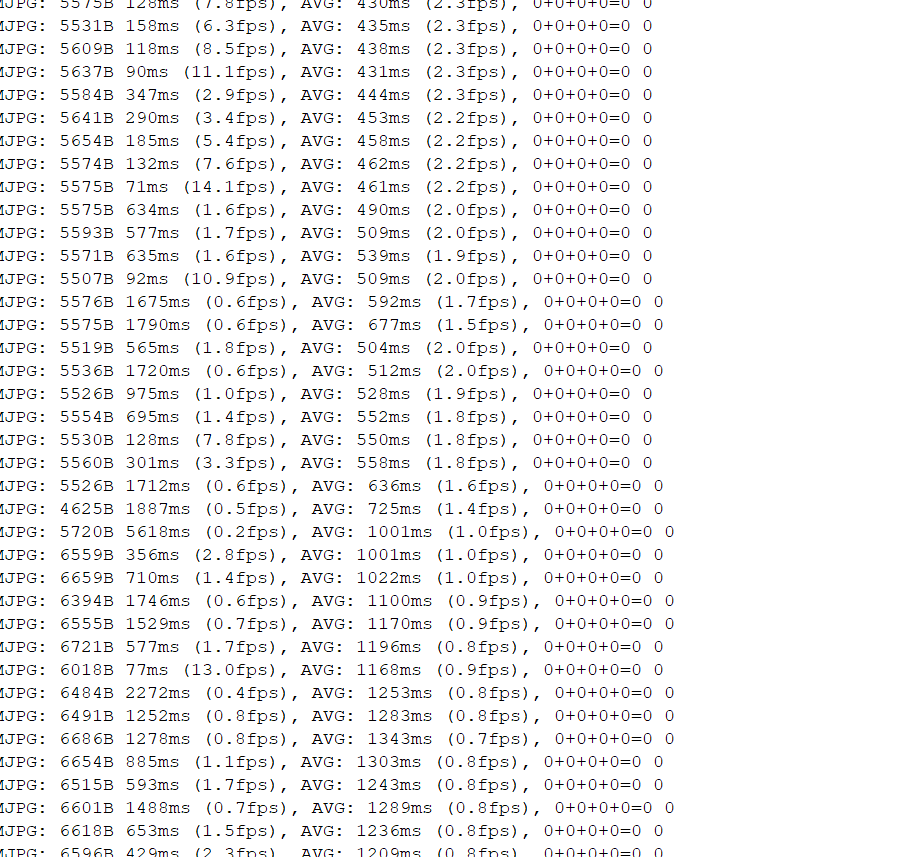 MJPG: 5575B 128ms (7.8fps), AVG: 430ms (2.3fps), 0+0+0+0=0 0
MJPG: 5531B 158ms (6.3fps), AVG: 435ms (2.3fps), 0+0+0+0=0 0
MJPG: 5609B 118ms (8.5fps), AVG: 438ms (2.3fps), 0+0+0+0=0 0
MJPG: 5637B 90ms (11.1fps), AVG: 431ms (2.3fps), 0+0+0+0=0 0
MJPG: 5584B 347ms (2.9fps), AVG: 444ms (2.3fps), 0+0+0+0=0 0
MJPG: 5641B 290ms (3.4fps), AVG: 453ms (2.2fps), 0+0+0+0=0 0
MJPG: 5654B 185ms (5.4fps), AVG: 458ms (2.2fps), 0+0+0+0=0 0
MJPG: 5574B 132ms (7.6fps), AVG: 462ms (2.2fps), 0+0+0+0=0 0
MJPG: 5575B 71ms (14.1fps), AVG: 461ms (2.2fps), 0+0+0+0=0 0
MJPG: 5575B 634ms (1.6fps), AVG: 490ms (2.0fps), 0+0+0+0=0 0
MJPG: 5593B 577ms (1.7fps), AVG: 509ms (2.0fps), 0+0+0+0=0 0
MJPG: 5571B 635ms (1.6fps), AVG: 539ms (1.9fps), 0+0+0+0=0 0
MJPG: 5507B 92ms (10.9fps), AVG: 509ms (2.0fps), 0+0+0+0=0 0
MJPG: 5576B 1675ms (0.6fps), AVG: 592ms (1.7fps), 0+0+0+0=0 0
MJPG: 5575B 1790ms (0.6fps), AVG: 677ms (1.5fps), 0+0+0+0=0 0
MJPG: 5519B 565ms (1.8fps), AVG: 504ms (2.0fps), 0+0+0+0=0 0
MJPG: 5536B 1720ms (0.6fps), AVG: 512ms (2.0fps), 0+0+0+0=0 0
MJPG: 5526B 975ms (1.0fps), AVG: 528ms (1.9fps), 0+0+0+0=0 0
MJPG: 5554B 695ms (1.4fps), AVG: 552ms (1.8fps), 0+0+0+0=0 0
MJPG: 5530B 128ms (7.8fps), AVG: 550ms (1.8fps), 0+0+0+0=0 0
MJPG: 5560B 301ms (3.3fps), AVG: 558ms (1.8fps), 0+0+0+0=0 0
MJPG: 5526B 1712ms (0.6fps), AVG: 636ms (1.6fps), 0+0+0+0=0 0
MJPG: 4625B 1887ms (0.5fps), AVG: 725ms (1.4fps), 0+0+0+0=0 0
MJPG: 5720B 5618ms (0.2fps), AVG: 1001ms (1.0fps), 0+0+0+0=0 0
MJPG: 6559B 356ms (2.8fps), AVG: 1001ms (1.0fps), 0+0+0+0=0 0
MJPG: 6659B 710ms (1.4fps), AVG: 1022ms (1.0fps), 0+0+0+0=0 0
MJPG: 6394B 1746ms (0.6fps), AVG: 1100ms (0.9fps), 0+0+0+0=0 0
MJPG: 6555B 1529ms (0.7fps), AVG: 1170ms (0.9fps), 0+0+0+0=0 0
MJPG: 6721B 577ms (1.7fps), AVG: 1196ms (0.8fps), 0+0+0+0=0 0
MJPG: 6018B 77ms (13.0fps), AVG: 1168ms (0.9fps), 0+0+0+0=0 0
MJPG: 6484B 2272ms (0.4fps), AVG: 1253ms (0.8fps), 0+0+0+0=0 0
MJPG: 6491B 1252ms (0.8fps), AVG: 1283ms (0.8fps), 0+0+0+0=0 0
MJPG: 6686B 1278ms (0.8fps), AVG: 1343ms (0.7fps), 0+0+0+0=0 0
MJPG: 6654B 885ms (1.1fps), AVG: 1303ms (0.8fps), 0+0+0+0=0 0
MJPG: 6515B 593ms (1.7fps), AVG: 1243ms (0.8fps), 0+0+0+0=0 0
MJPG: 6601B 1488ms (0.7fps), AVG: 1289ms (0.8fps), 0+0+0+0=0 0
MJPG: 6618B 653ms (1.5fps), AVG: 1236ms (0.8fps), 0+0+0+0=0 0
MJPG: 6596B 429ms (2.3fps), AVG: 1209ms (0.8fps), 0+0+0+0=0 0